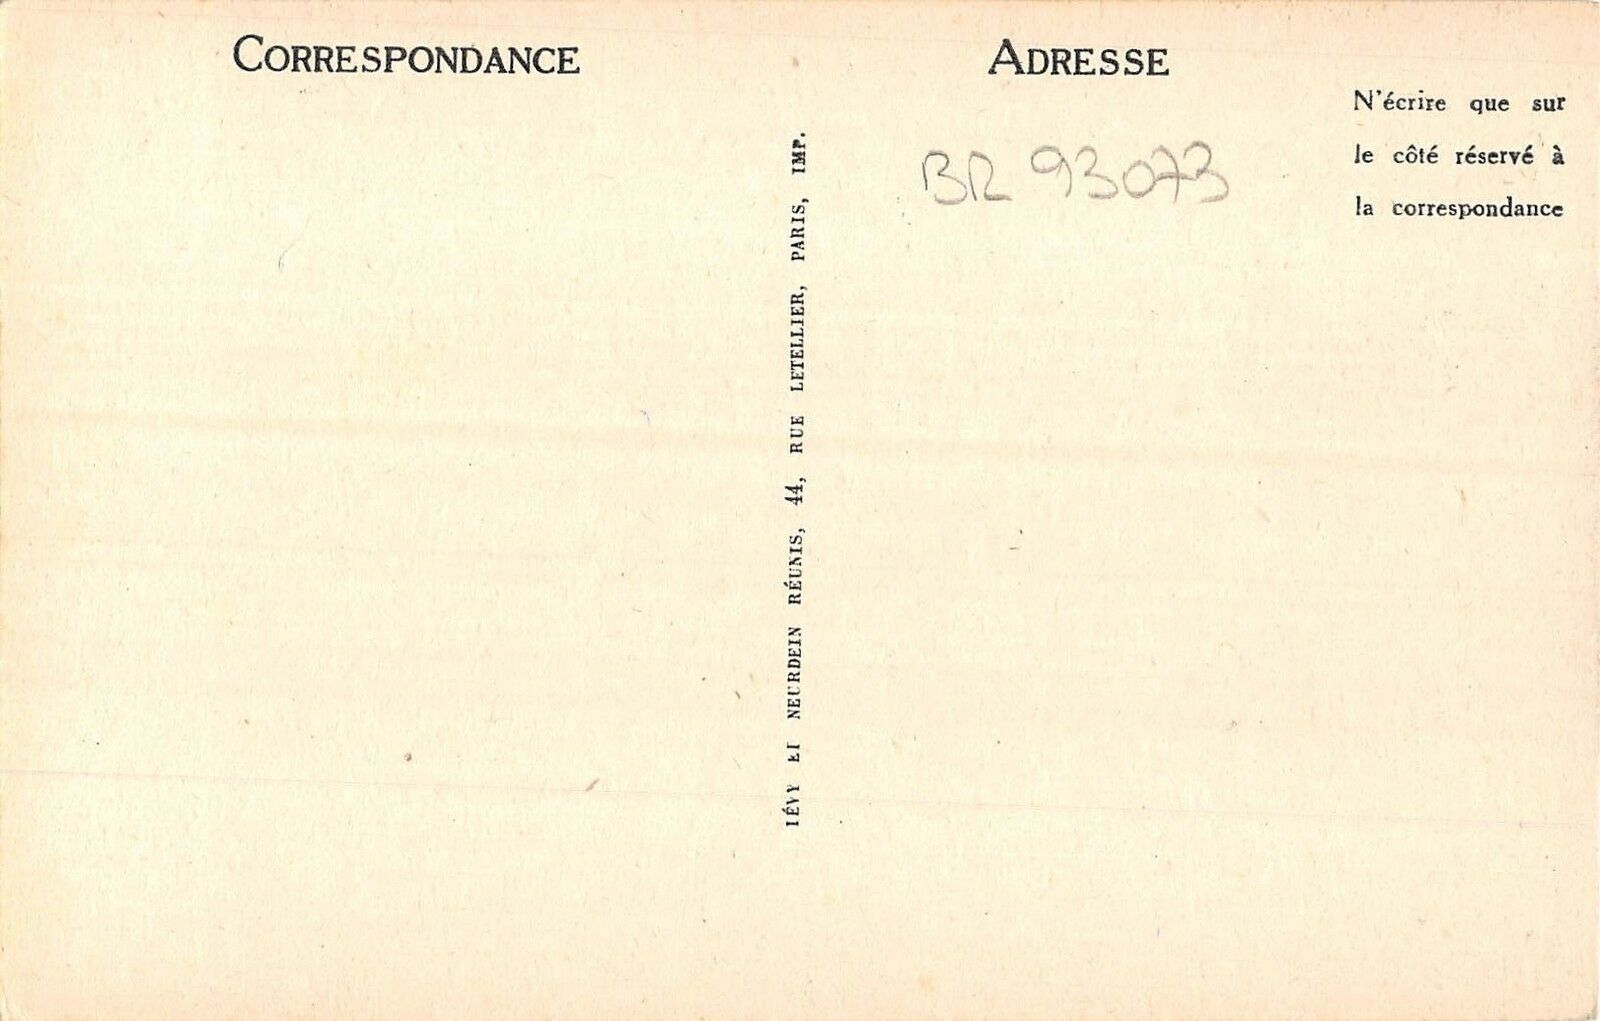 CORRESPONDANCE
ADRESSE
N'écrire que sur
le côté réservé à
la correspondance
BR 93073
LÉVY ET NEURDEIN RÉUNIS, 44, RUE LETELLIER, PARIS, IMP.